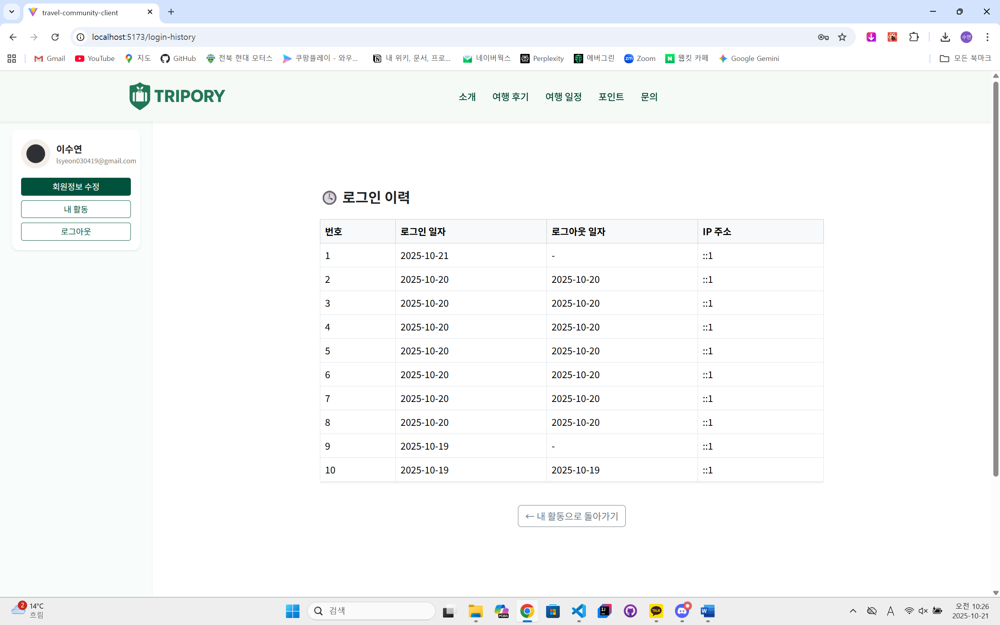 travel-community-client
localhost:5173/login-history
수연
Gmail
YouTube
지도
GitHub
전북 현대 모터스
쿠팡플레이 - 와우...
내 위키, 문서, 프로...
네이버웍스
Perplexity
에버그린
Zoom
웹킷 카페
Google Gemini
모든 북마크
TRIPORY
소개
여행 후기
여행 일정
포인트
문의
이수연
lsyeon030419@gmail.com
회원정보 수정
내 활동
로그아웃
로그인 이력
번호 로그인 일자 로그아웃 일자 IP 주소
1 2025-10-21 - ::1
2 2025-10-20 2025-10-20 ::1
3 2025-10-20 2025-10-20 ::1
4 2025-10-20 2025-10-20 ::1
5 2025-10-20 2025-10-20 ::1
6 2025-10-20 2025-10-20 ::1
7 2025-10-20 2025-10-20 ::1
8 2025-10-20 2025-10-20 ::1
9 2025-10-19 - ::1
10 2025-10-19 2025-10-19 ::1
← 내 활동으로 돌아가기
2
14°C
흐림
검색
M365
IJ
TALK
W
A
오전 10:26
2025-10-21